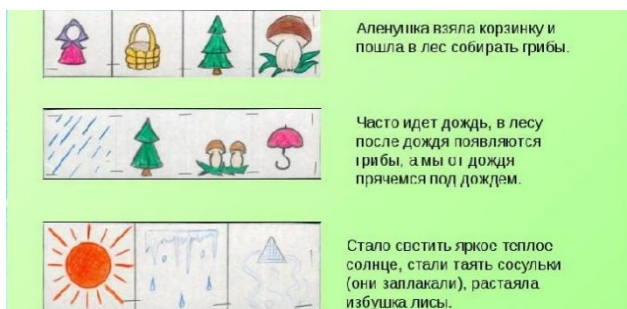 Аленушка взяла корзинку и
пошла в лес собирать грибы.
Часто идет дождь, в лесу
после дождя появляются
грибы, а мы от дождя
прячемся под дождем.
Стало светить яркое теплое
солнце, стали таять сосульки
(они заплакали), растаяла
избушка лисы.